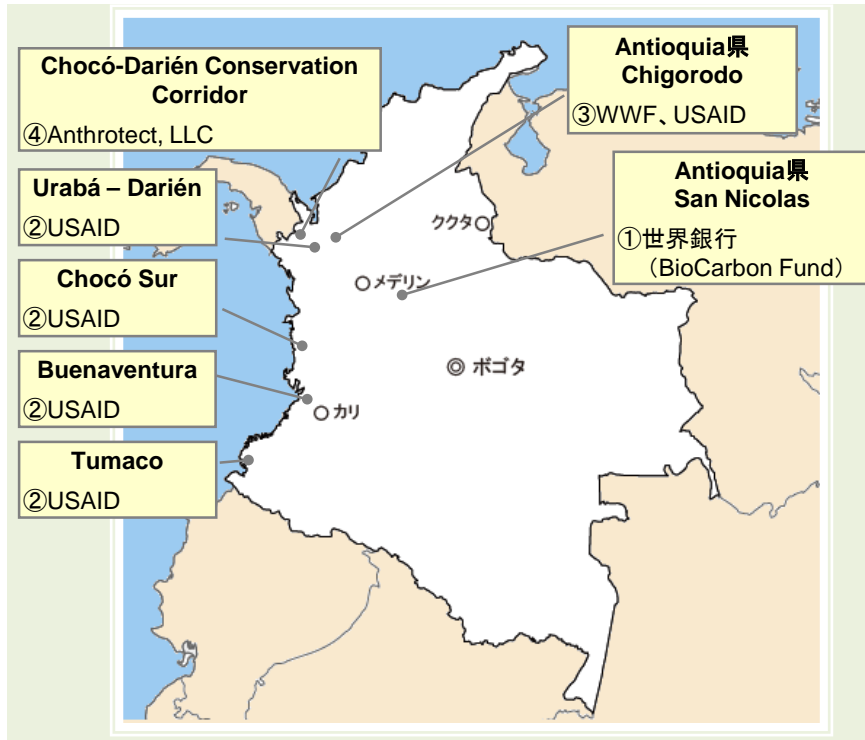 Chocó-Darién Conservation
Corridor
④Anthrotect, LLC
Urabá – Darién
②USAID
Chocó Sur
②USAID
Buenaventura
②USAID
Tumaco
②USAID
Antioquia県
Chigorodo
③WWF、USAID
Antioquia県
San Nicolas
①世界銀行
（BioCarbon Fund）
ククタ
メデリン
ボゴタ
カリ